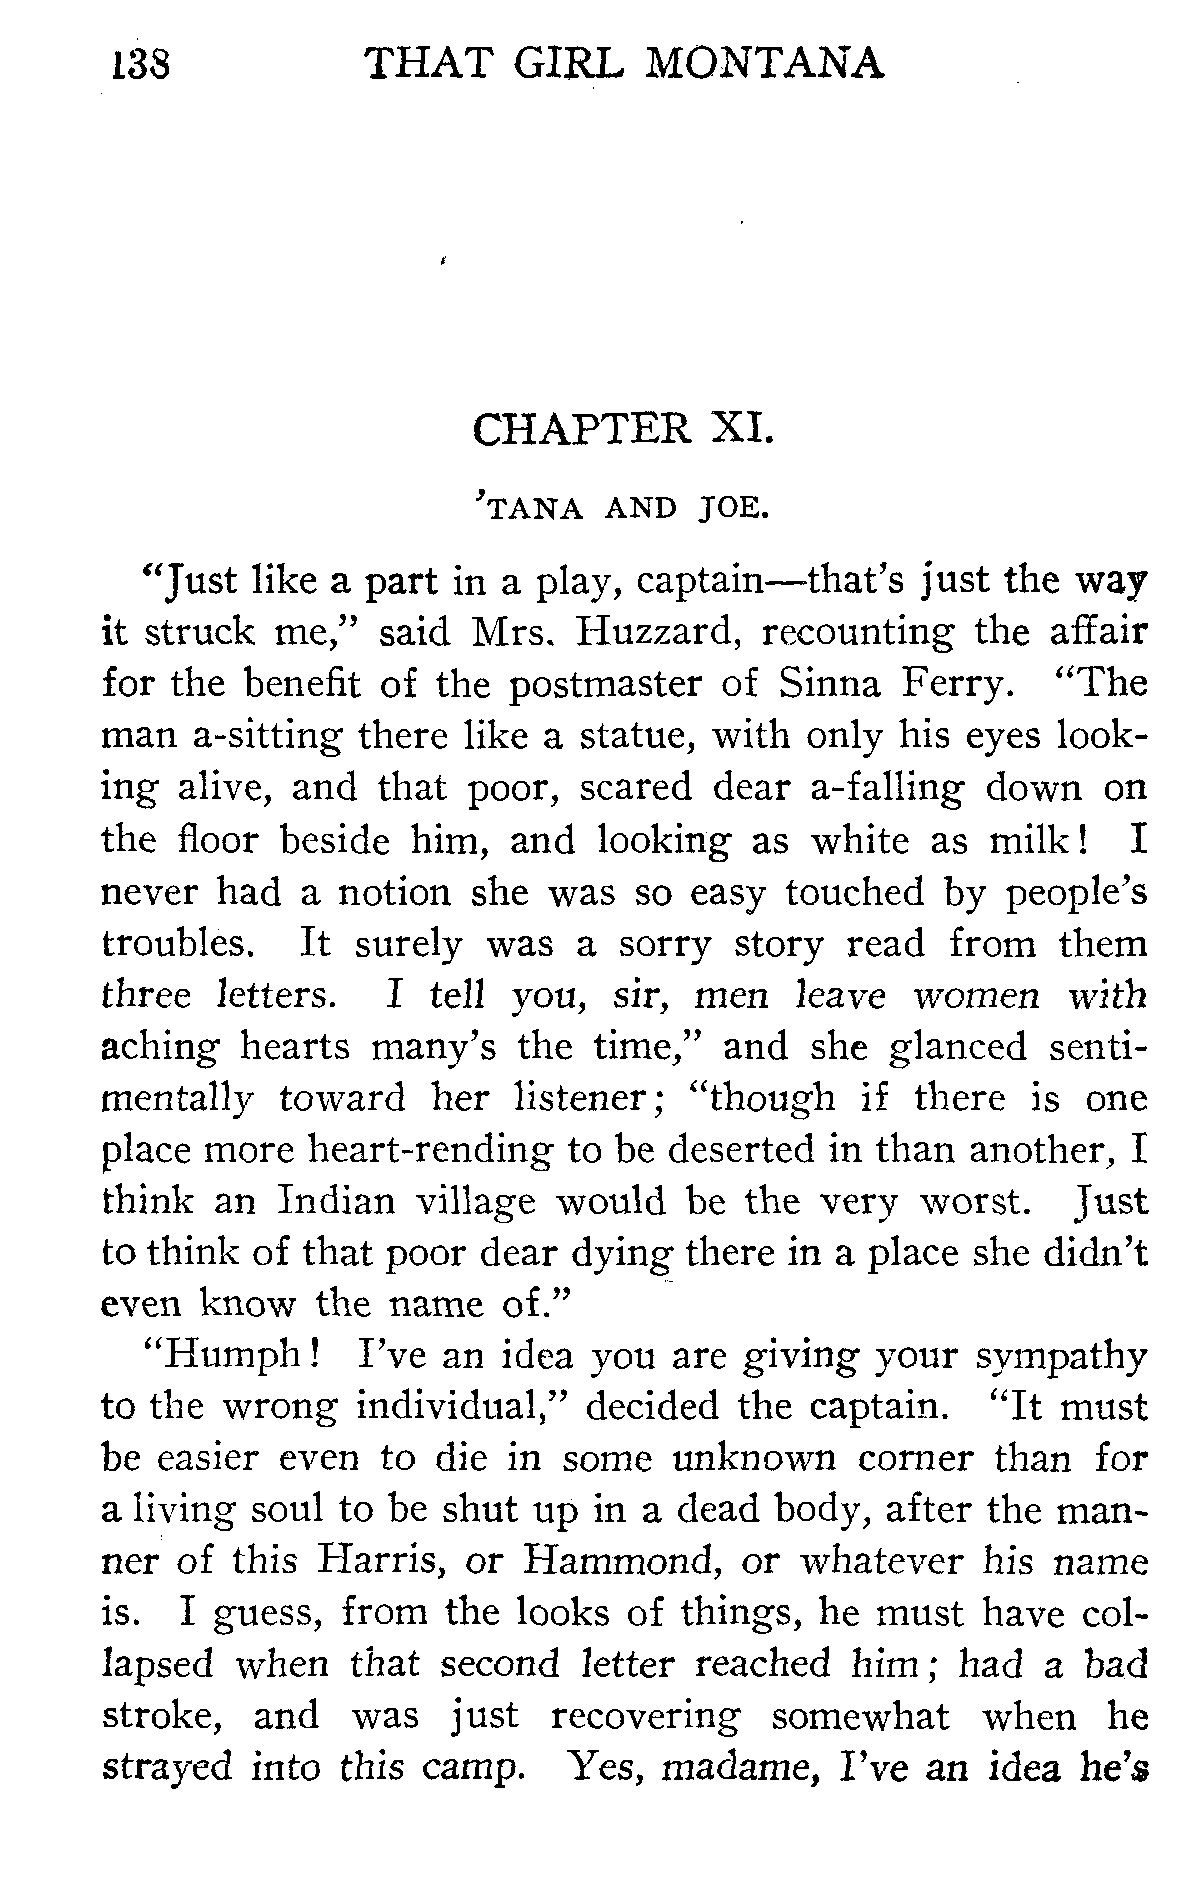 138 THAT GIRL MONTANA
CHAPTER XI.
'TANA AND JOE.
“Just like a part in a play, captain—that’s just the way
it struck me,” said Mrs. Huzzard, recounting the affair
for the benefit of the postmaster of Sinna Ferry. “The
man a-sitting there like a statue, with only his eyes look-
ing alive, and that poor, scared dear a-falling down on
the floor beside him, and looking as white as milk! I
never had a notion she was so easy touched by people’s
troubles. It surely was a sorry story read from them
three letters. I tell you, sir, men leave women with
aching hearts many’s the time,” and she glanced senti-
mentally toward her listener; “though if there is one
place more heart-rending to be deserted in than another, I
think an Indian village would be the very worst. Just
to think of that poor dear dying there in a place she didn’t
even know the name of.”
“Humph! I’ve an idea you are giving your sympathy
to the wrong individual,” decided the captain. “It must
be easier even to die in some unknown corner than for
a living soul to be shut up in a dead body, after the man-
ner of this Harris, or Hammond, or whatever his name
is. I guess, from the looks of things, he must have col-
lapsed when that second letter reached him; had a bad
stroke, and was just recovering somewhat when he
strayed into this camp. Yes, madame, I’ve an idea he’s